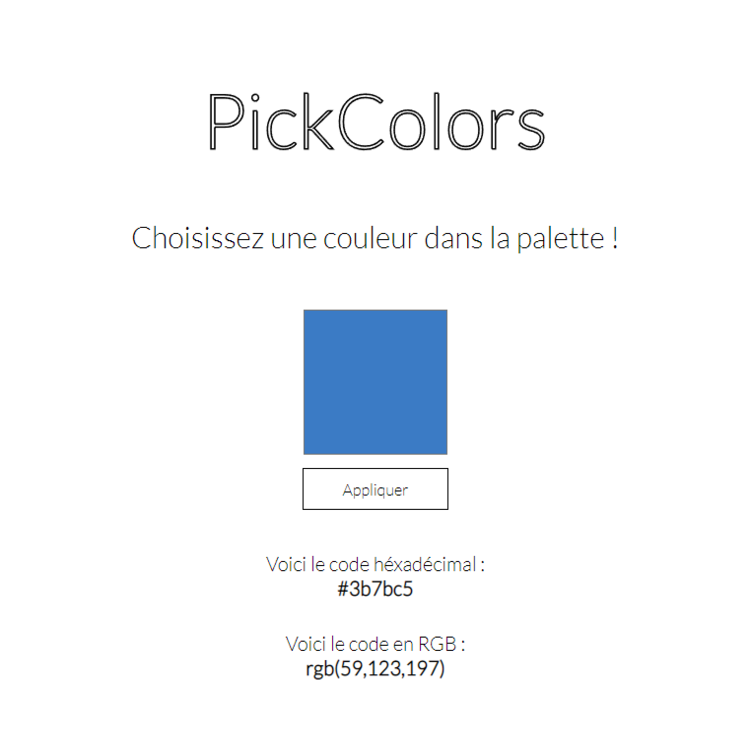 PickColors
Choisissez une couleur dans la palette !
Appliquer
Voici le code héxadécimal :
#3b7bc5
Voici le code en RGB :
rgb(59,123,197)